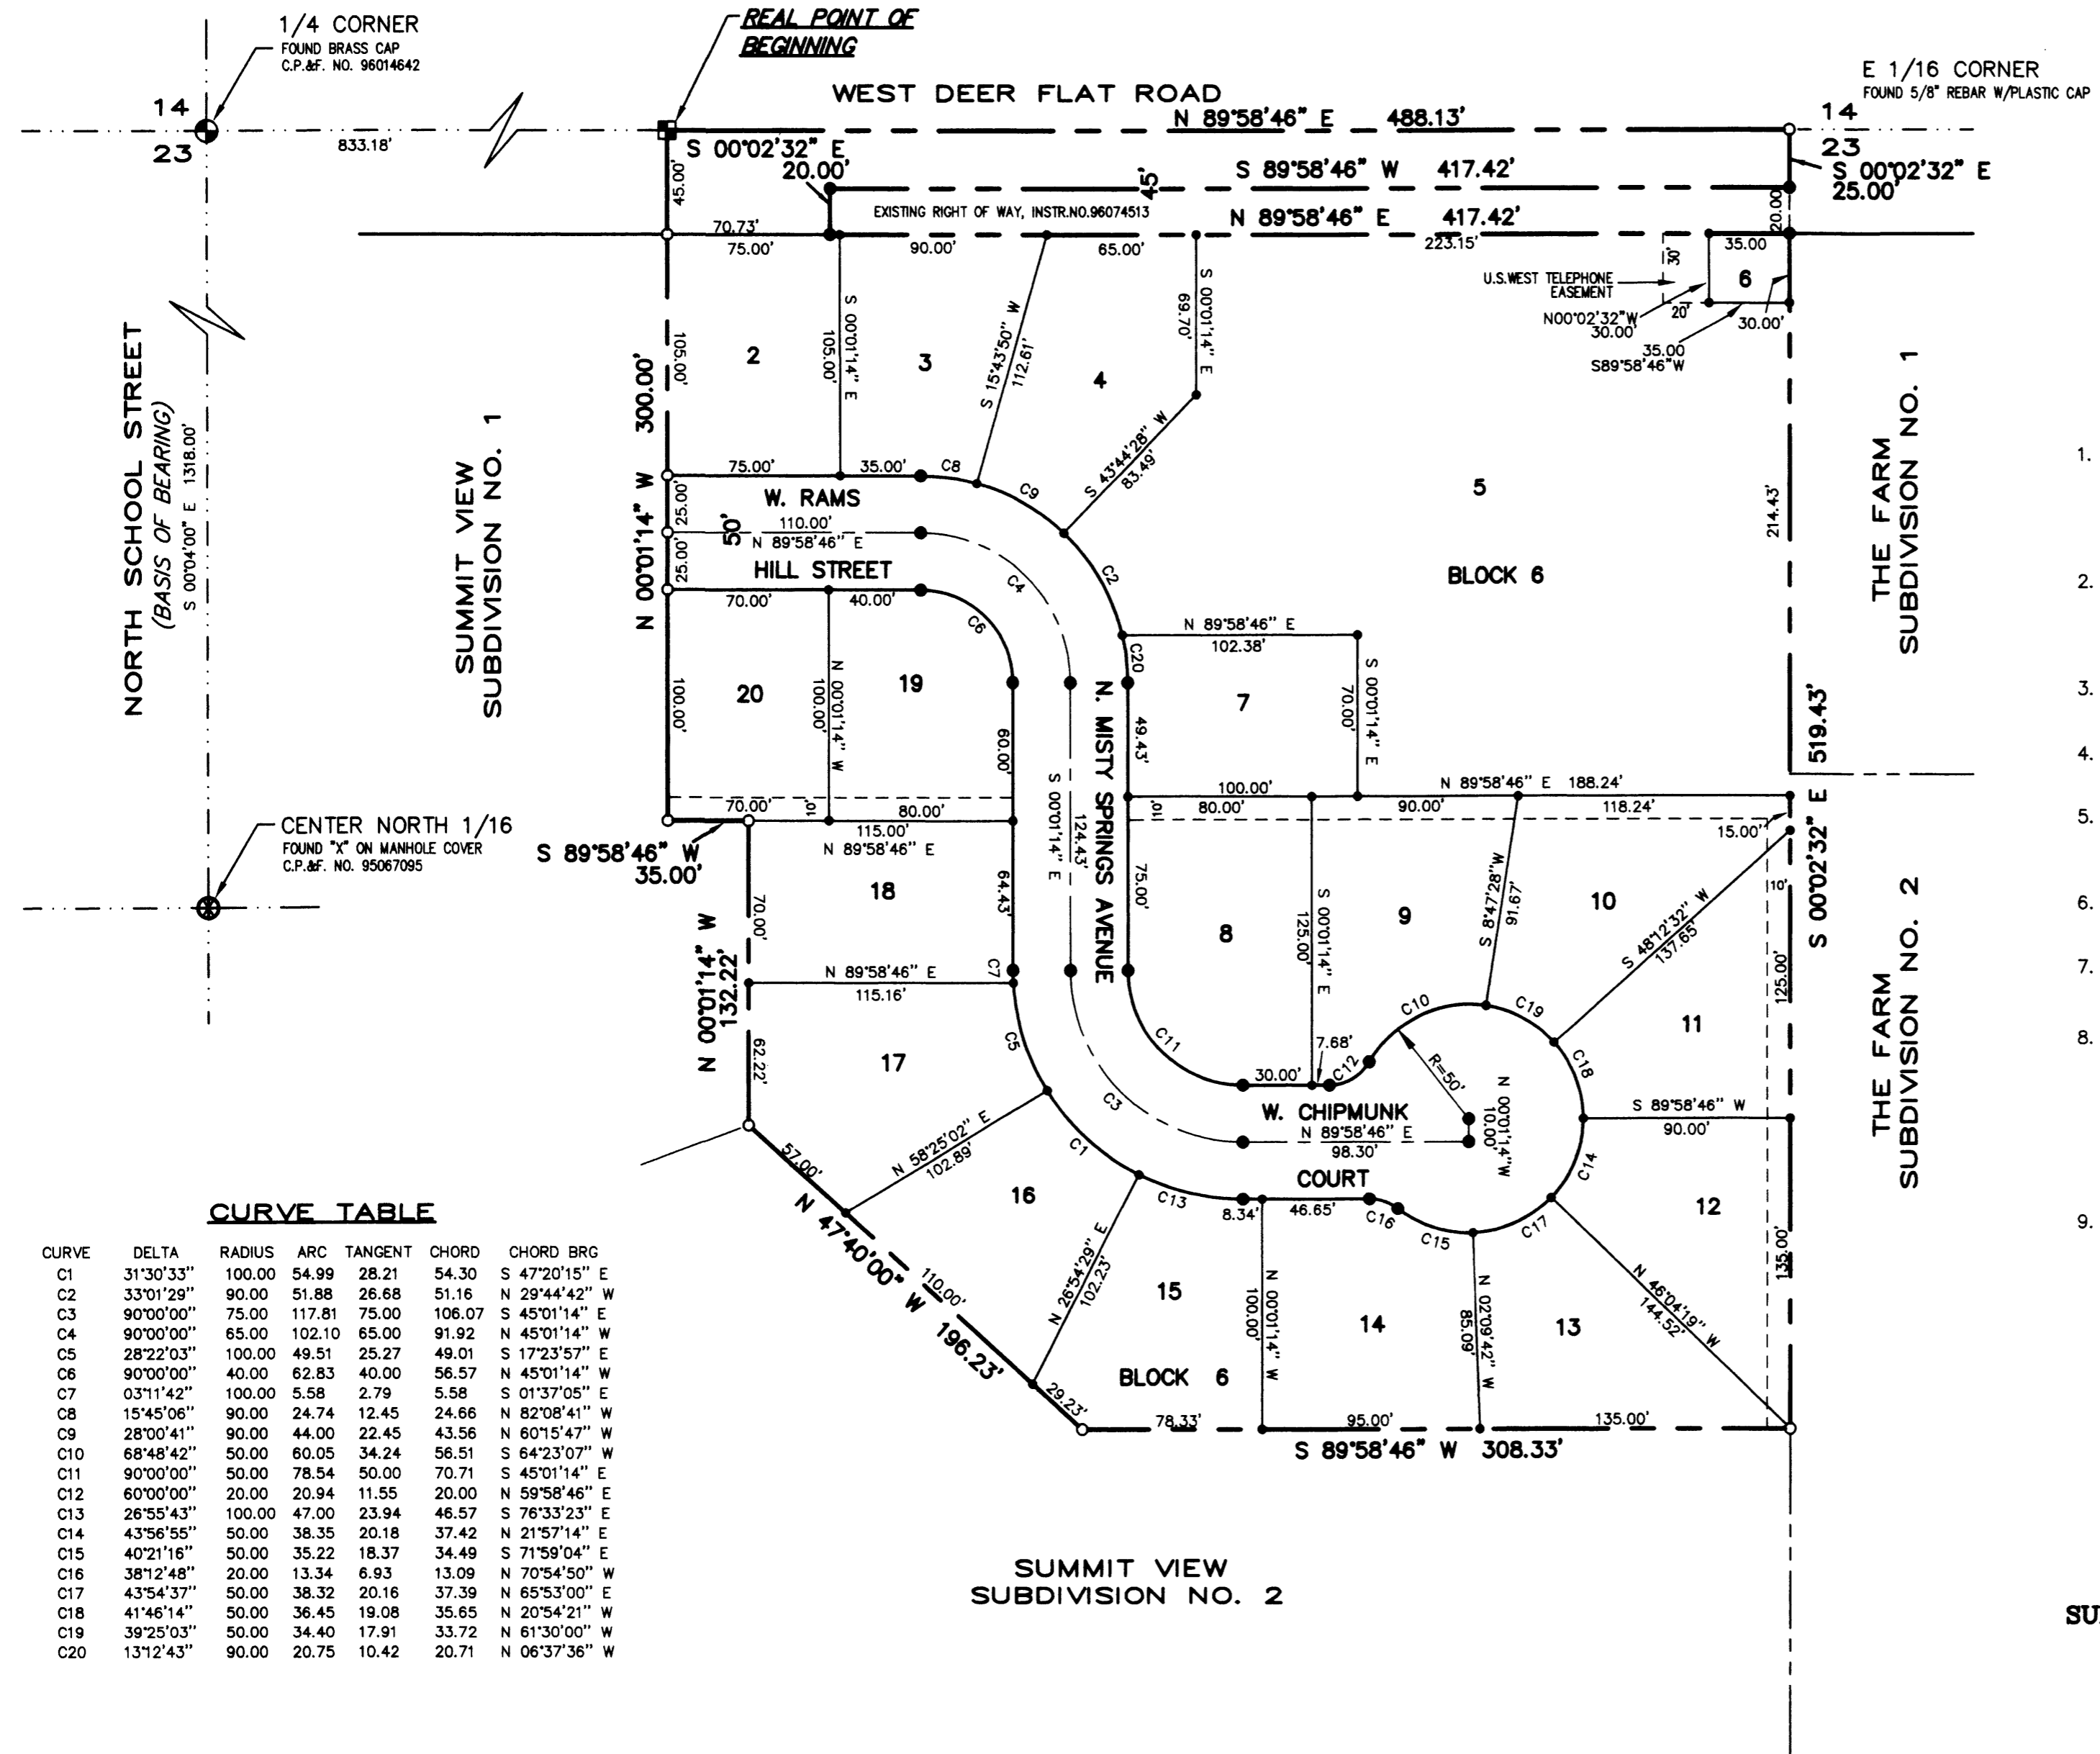 1/4 CORNER
FOUND BRASS CAP
C.P.&F. NO. 96014642
REAL POINT OF
BEGINNING
WEST DEER FLAT ROAD
E 1/16 CORNER
FOUND 5/8" REBAR W/PLASTIC CAP
14
23
833.18'
N 89°58'46" E 488.13'
14
23
S 00°02'32" E
20.00'
S 89°58'46" W 417.42'
S 00°02'32" E
25.00'
45.00'
45'
20.00
EXISTING RIGHT OF WAY, INSTR.NO.96074513
N 89°58'46" E 417.42'
70.73'
75.00'
90.00'
65.00'
223.15'
35.00
30'
6
U.S.WEST TELEPHONE
EASEMENT
20'
N00°02'32"W
30.00'
30.00'
35.00
S89°58'46"W
NORTH SCHOOL STREET
(BASIS OF BEARING)
S 00°04'00" E 1318.00'
SUMMIT VIEW
SUBDIVISION NO. 1
N 00°01'14" W 300.00'
105.00'
2
S 00°01'14" E
105.00'
3
S 15°43'50" W
112.61'
4
S 00°01'14" E
69.70'
S 43°44'28" W
83.49'
5
BLOCK 6
214.43'
THE FARM
SUBDIVISION NO. 1
1.
2.
3.
4.
5.
6.
7.
8.
9.
75.00'
35.00'
C8
C9
W. RAMS
25.00'
50'
110.00'
N 89°58'46" E
25.00'
HILL STREET
C4
C2
70.00'
40.00'
C6
N 89°58'46" E
102.38'
C20
20
N 00°01'14" W
100.00'
19
100.00'
60.00'
N. MISTY SPRINGS AVENUE
49.43'
7
S 00°01'14" E
70.00'
S 00°02'32" E 519.43'
S 00°01'14" E
124.43'
70.00'
10'
80.00'
115.00'
N 89°58'46" E
100.00'
80.00'
10'
N 89°58'46" E 188.24'
90.00'
118.24'
15.00'
CENTER NORTH 1/16
FOUND "X" ON MANHOLE COVER
C.P.&F. NO. 95067095
S 89°58'46" W
35.00'
18
64.43'
70.00'
N 00°01'14" W
132.22'
75.00'
8
S 00°01'14" E
125.00'
9
S 8°47'28"W
91.67'
10
S 48°12'32" W
137.65'
10'
125.00'
THE FARM
SUBDIVISION NO. 2
N 89°58'46" E
115.16'
C7
17
C5
62.22'
C11
C3
30.00'
7.68'
C12
C10
R=50'
C19
C18
11
W. CHIPMUNK
N 89°58'46" E
98.30'
COURT
N 00°01'14"W
10.00'
S 89°58'46" W
90.00'
C14
12
57.00'
N 58°25'02" E
102.89'
C1
16
C13
8.34'
46.65'
C16
C15
C17
N 47°40'00" W 196.23'
110.00'
29.23'
N 26°54'29" E
102.23'
15
BLOCK 6
N 00°01'14" W
100.00'
14
N 02°09'42" W
85.09'
13
N 46°04'19" W
144.52'
135.00'
78.33'
95.00'
135.00'
S 89°58'46" W 308.33'
CURVE TABLE
CURVE DELTA RADIUS ARC TANGENT CHORD CHORD BRG
C1 31°30'33" 100.00 54.99 28.21 54.30 S 47°20'15" E
C2 33°01'29" 90.00 51.88 26.68 51.16 N 29°44'42" W
C3 90°00'00" 75.00 117.81 75.00 106.07 S 45°01'14" E
C4 90°00'00" 65.00 102.10 65.00 91.92 N 45°01'14" W
C5 28°22'03" 100.00 49.51 25.27 49.01 S 17°23'57" E
C6 90°00'00" 40.00 62.83 40.00 56.57 N 45°01'14" W
C7 03°11'42" 100.00 5.58 2.79 5.58 S 01°37'05" E
C8 15°45'06" 90.00 24.74 12.45 24.66 N 82°08'41" W
C9 28°00'41" 90.00 44.00 22.45 43.56 N 60°15'47" W
C10 68°48'42" 50.00 60.05 34.24 56.51 S 64°23'07" W
C11 90°00'00" 50.00 78.54 50.00 70.71 S 45°01'14" E
C12 60°00'00" 20.00 20.94 11.55 20.00 N 59°58'46" E
C13 26°55'43" 100.00 47.00 23.94 46.57 S 76°33'23" E
C14 43°56'55" 50.00 38.35 20.18 37.42 N 21°57'14" E
C15 40°21'16" 50.00 35.22 18.37 34.49 S 71°59'04" E
C16 38°12'48" 20.00 13.34 6.93 13.09 N 70°54'50" W
C17 43°54'37" 50.00 38.32 20.16 37.39 N 65°53'00" E
C18 41°46'14" 50.00 36.45 19.08 35.65 N 20°54'21" W
C19 39°25'03" 50.00 34.40 17.91 33.72 N 61°30'00" W
C20 13°12'43" 90.00 20.75 10.42 20.71 N 06°37'36" W
SUMMIT VIEW
SUBDIVISION NO. 2
SU